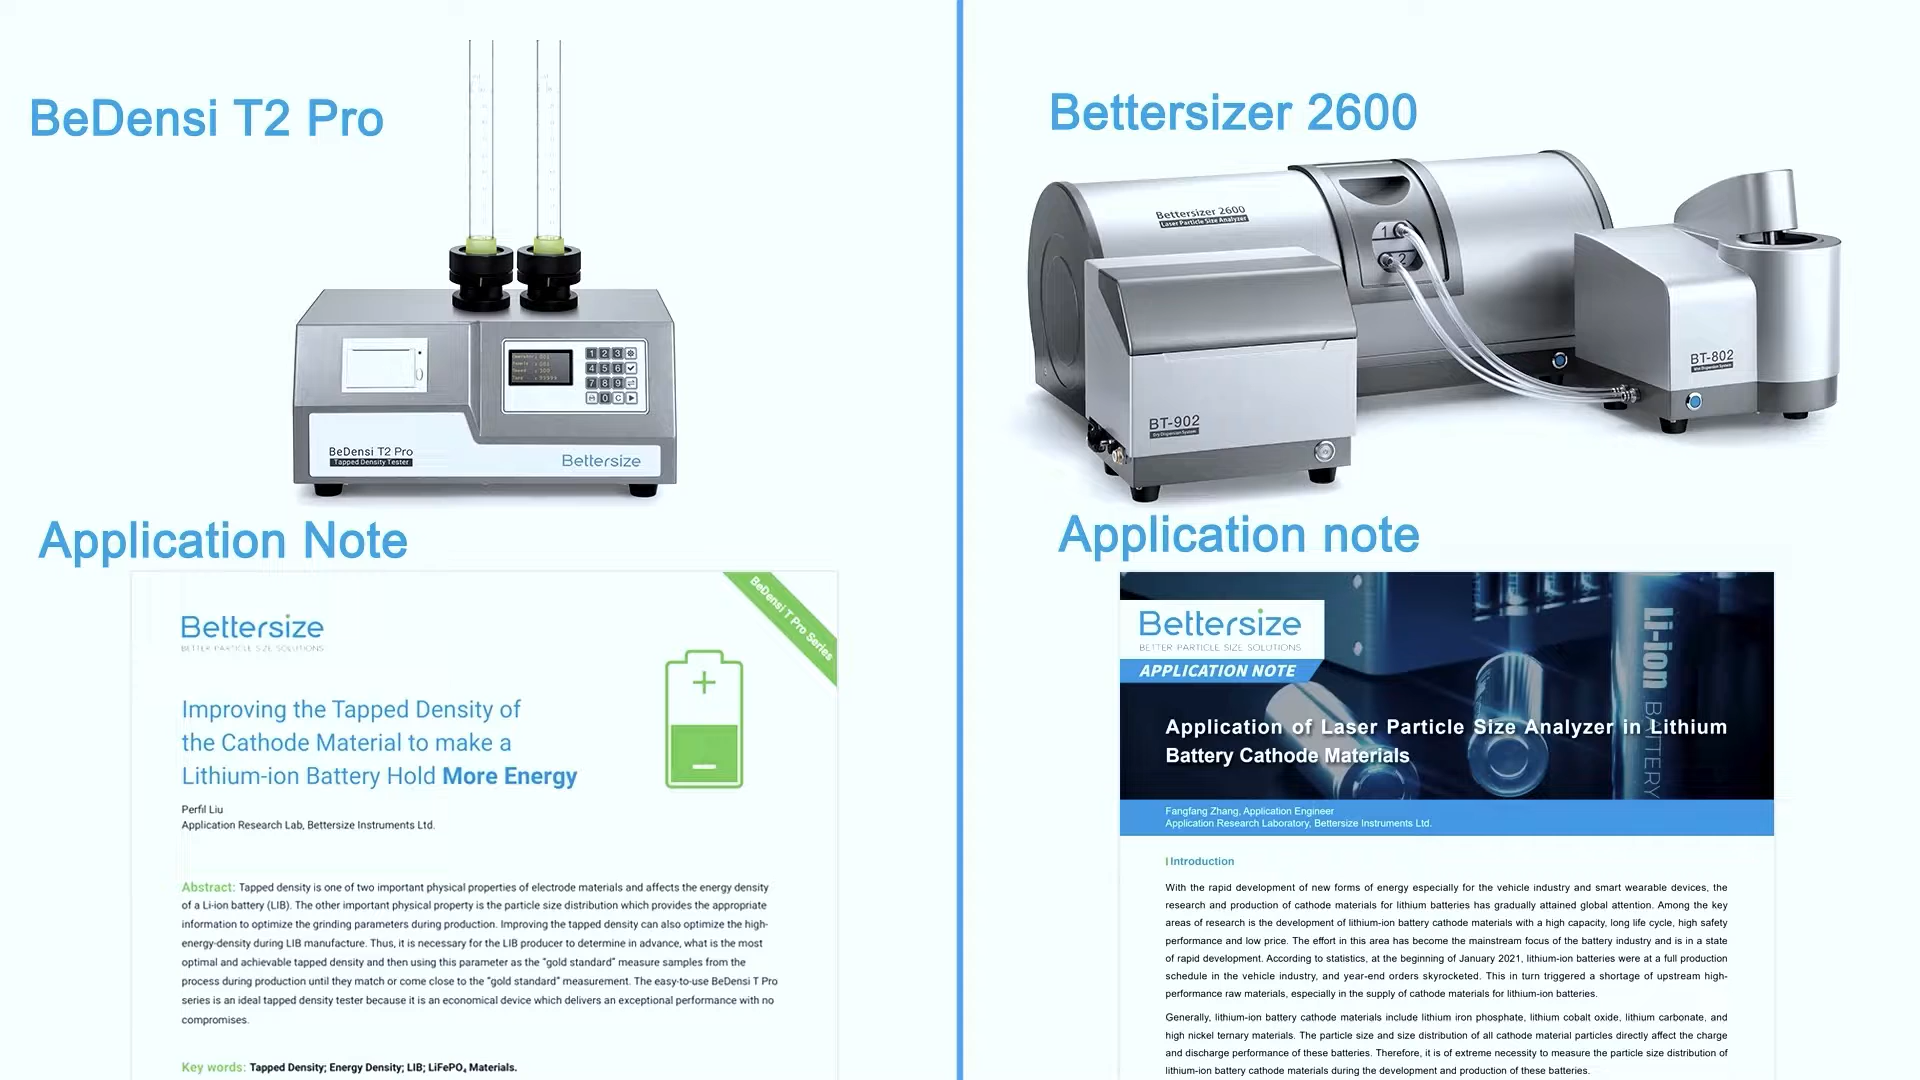 BeDensi T2 Pro
1 2 3
4 5 6
7 8 9
0 C
BeDensi T2 Pro
Tapped Density Tester
Bettersize
Application Note
BeDensi T Pro Series
Bettersize
BETTER PARTICLE SIZE SOLUTIONS
Improving the Tapped Density of
the Cathode Material to make a
Lithium-ion Battery Hold More Energy
Perfil Liu
Application Research Lab, Bettersize Instruments Ltd.
Abstract: Tapped density is one of two important physical properties of electrode materials and affects the energy density
of a Li-ion battery (LIB). The other important physical property is the particle size distribution which provides the appropriate
information to optimize the grinding parameters during production. Improving the tapped density can also optimize the high-
energy-density during LIB manufacture. Thus, it is necessary for the LIB producer to determine in advance, what is the most
optimal and achievable tapped density and then using this parameter as the “gold standard” measure samples from the
process during production until they match or come close to the “gold standard” measurement. The easy-to-use BeDensi T Pro
series is an ideal tapped density tester because it is an economical device which delivers an exceptional performance with no
compromises.
Key words: Tapped Density; Energy Density; LIB; LiFePO₄ Materials.
Bettersizer 2600
Bettersizer 2600
Laser Particle Size Analyzer
1
2
BT-902
Dry Dispersion System
BT-802
Wet Dispersion System
Application note
Bettersize
BETTER PARTICLE SIZE SOLUTIONS
APPLICATION NOTE
Li-ion BATTERY
Application of Laser Particle Size Analyzer in Lithium
Battery Cathode Materials
Fangfang Zhang, Application Engineer
Application Research Laboratory, Bettersize Instruments Ltd.
Introduction
With the rapid development of new forms of energy especially for the vehicle industry and smart wearable devices, the
research and production of cathode materials for lithium batteries has gradually attained global attention. Among the key
areas of research is the development of lithium-ion battery cathode materials with a high capacity, long life cycle, high safety
performance and low price. The effort in this area has become the mainstream focus of the battery industry and is in a state
of rapid development. According to statistics, at the beginning of January 2021, lithium-ion batteries were at a full production
schedule in the vehicle industry, and year-end orders skyrocketed. This in turn triggered a shortage of upstream high-
performance raw materials, especially in the supply of cathode materials for lithium-ion batteries.
Generally, lithium-ion battery cathode materials include lithium iron phosphate, lithium cobalt oxide, lithium carbonate, and
high nickel ternary materials. The particle size and size distribution of all cathode material particles directly affect the charge
and discharge performance of these batteries. Therefore, it is of extreme necessity to measure the particle size distribution of
lithium-ion battery cathode materials during the development and production of these batteries.